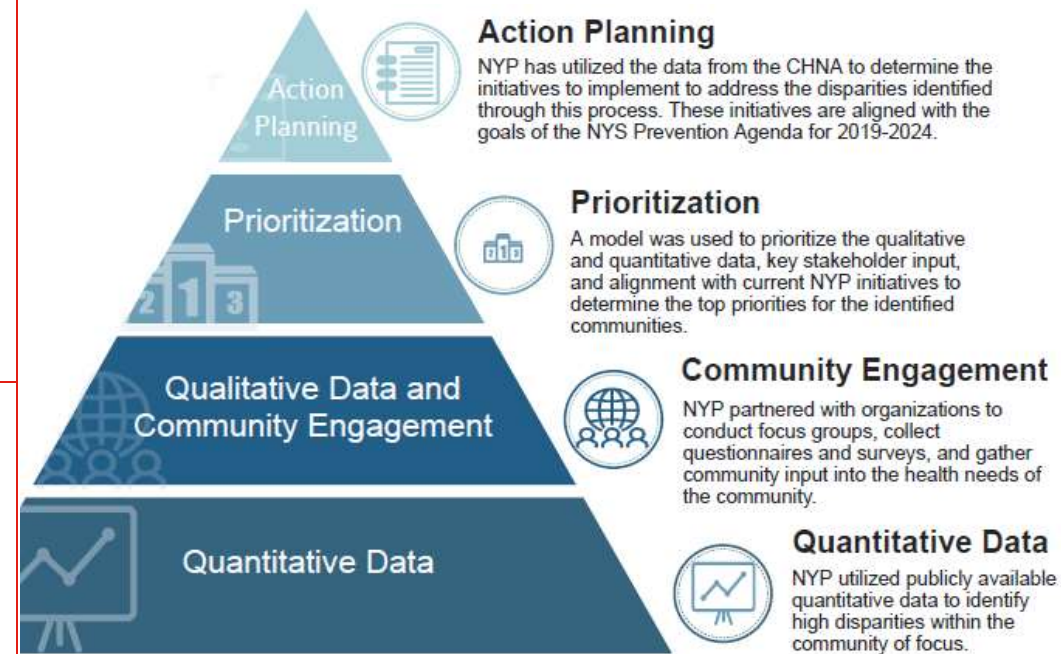 Action
Planning
Action Planning
NYP has utilized the data from the CHNA to determine the
initiatives to implement to address the disparities identified
through this process. These initiatives are aligned with the
goals of the NYS Prevention Agenda for 2019-2024.
Prioritization
2 1 3
2 1 3
Prioritization
A model was used to prioritize the qualitative
and quantitative data, key stakeholder input,
and alignment with current NYP initiatives to
determine the top priorities for the identified
communities.
Qualitative Data and
Community Engagement
Community Engagement
NYP partnered with organizations to
conduct focus groups, collect
questionnaires and surveys, and gather
community input into the health needs of
the community.
Quantitative Data
Quantitative Data
NYP utilized publicly available
quantitative data to identify
high disparities within the
community of focus.